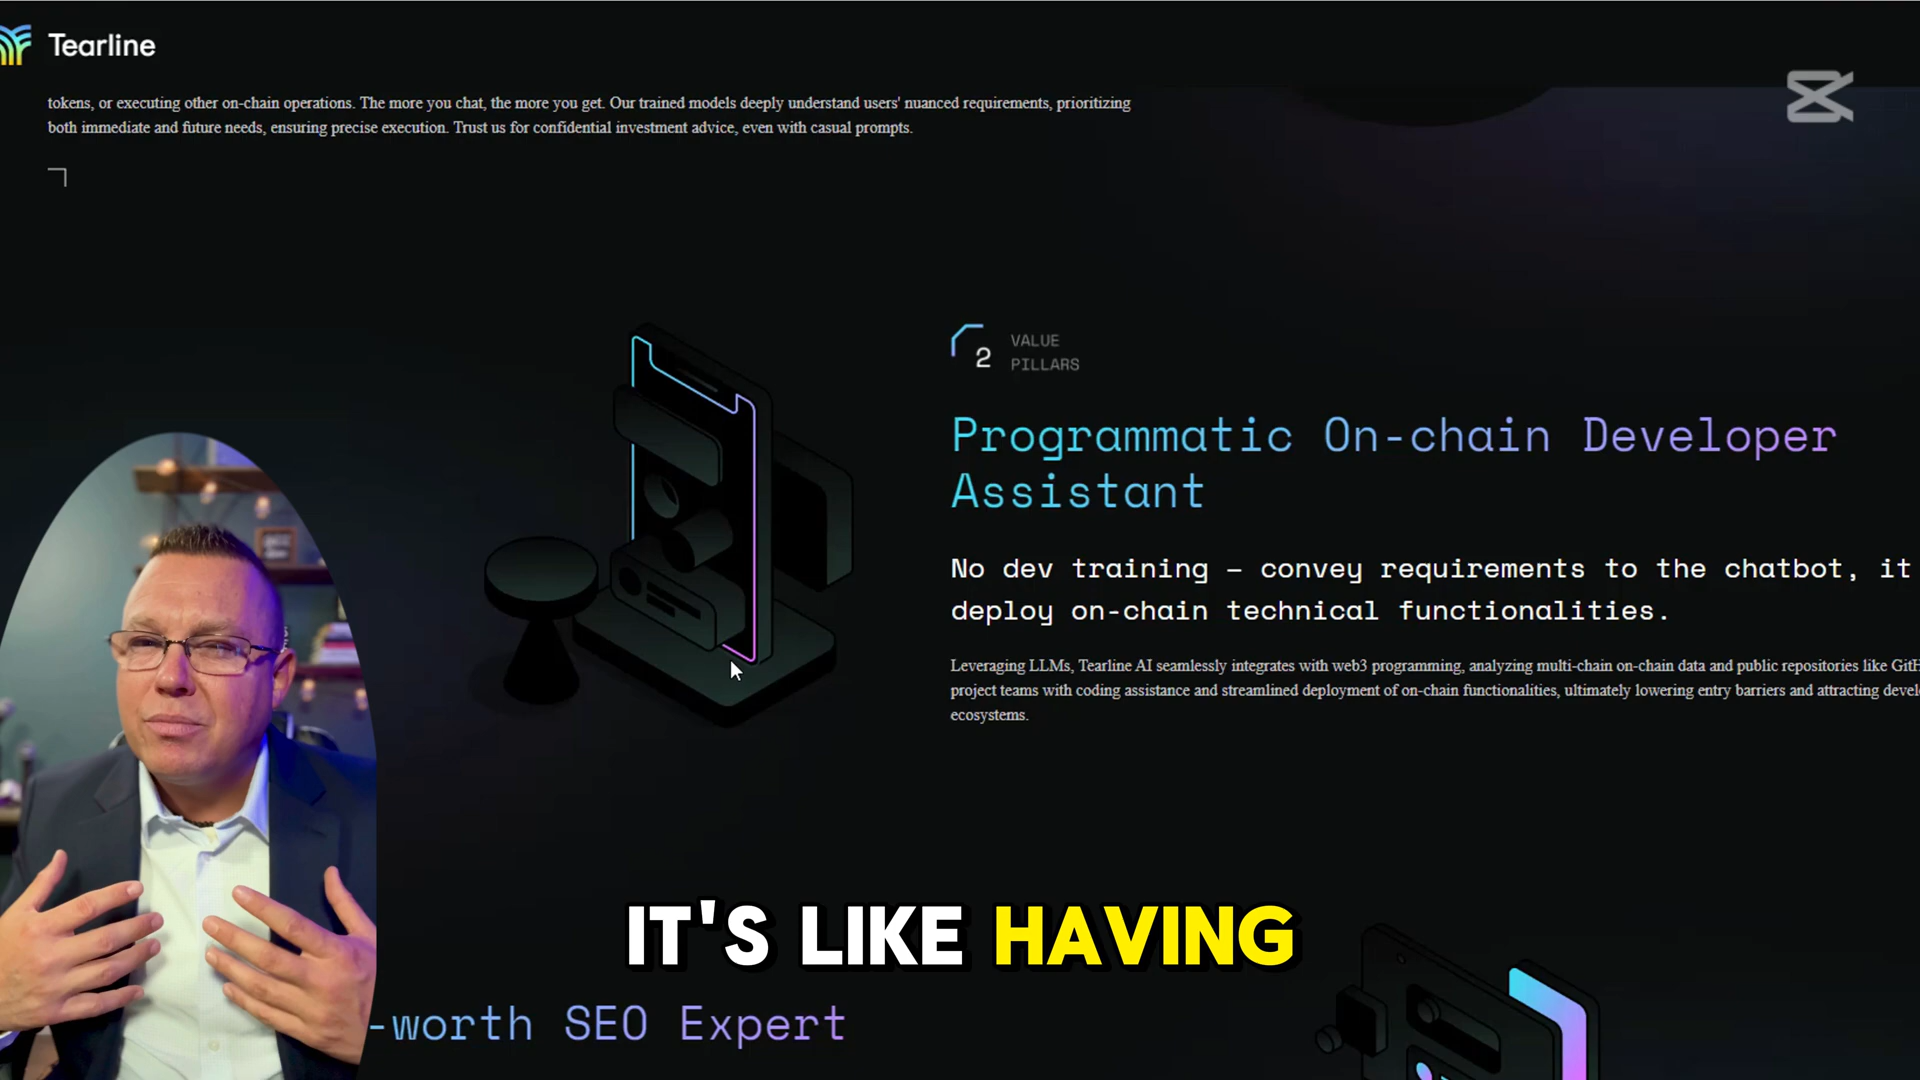 Tearline
tokens, or executing other on-chain operations. The more you chat, the more you get. Our trained models deeply understand users' nuanced requirements, prioritizing
both immediate and future needs, ensuring precise execution. Trust us for confidential investment advice, even with casual prompts.
2
VALUE
PILLARS
Programmatic On-chain Developer
Assistant
No dev training – convey requirements to the chatbot, it
deploy on-chain technical functionalities.
Leveraging LLMs, Tearline AI seamlessly integrates with web3 programming, analyzing multi-chain on-chain data and public repositories like GitH
project teams with coding assistance and streamlined deployment of on-chain functionalities, ultimately lowering entry barriers and attracting devel
ecosystems.
IT'S LIKE HAVING
-worth SEO Expert